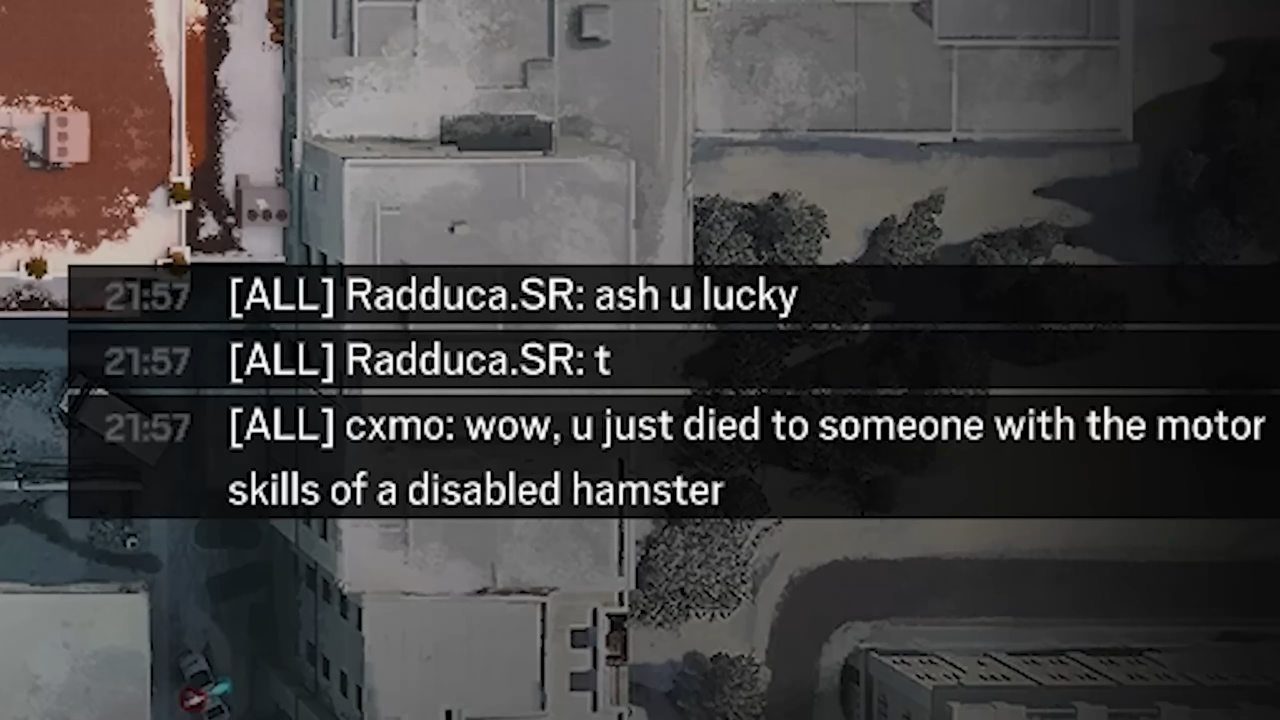 21:57 [ALL] Radduca.SR: ash u lucky
21:57 [ALL] Radduca.SR: t
21:57 [ALL] cxmo: wow, u just died to someone with the motor
skills of a disabled hamster